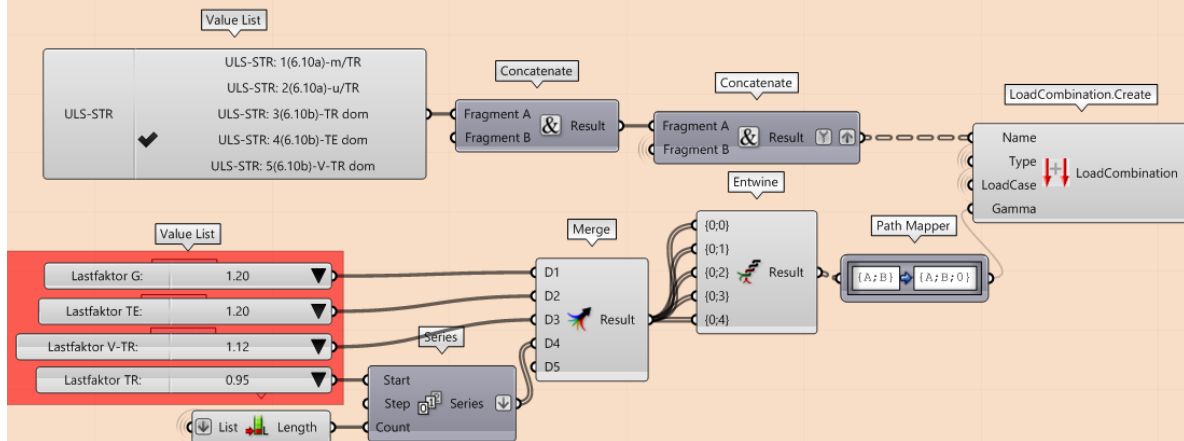 Value List
ULS-STR
ULS-STR: 1(6.10a)-m/TR
ULS-STR: 2(6.10a)-u/TR
ULS-STR: 3(6.10b)-TR dom
ULS-STR: 4(6.10b)-TE dom
ULS-STR: 5(6.10b)-V-TR dom
Concatenate
Fragment A
Fragment B
&
Result
Concatenate
Fragment A
Fragment B
&
Result
LoadCombination.Create
Name
Type
LoadCase
Gamma
LoadCombination
Value List
Lastfaktor G: 1.20
Lastfaktor TE: 1.20
Lastfaktor V-TR: 1.12
Lastfaktor TR: 0.95
List
Length
Series
Start
Step
Count
Series
Merge
D1
D2
D3
D4
D5
Result
Entwine
{0;0}
{0;1}
{0;2}
{0;3}
{0;4}
Result
Path Mapper
{A;B}
{A;B;0}